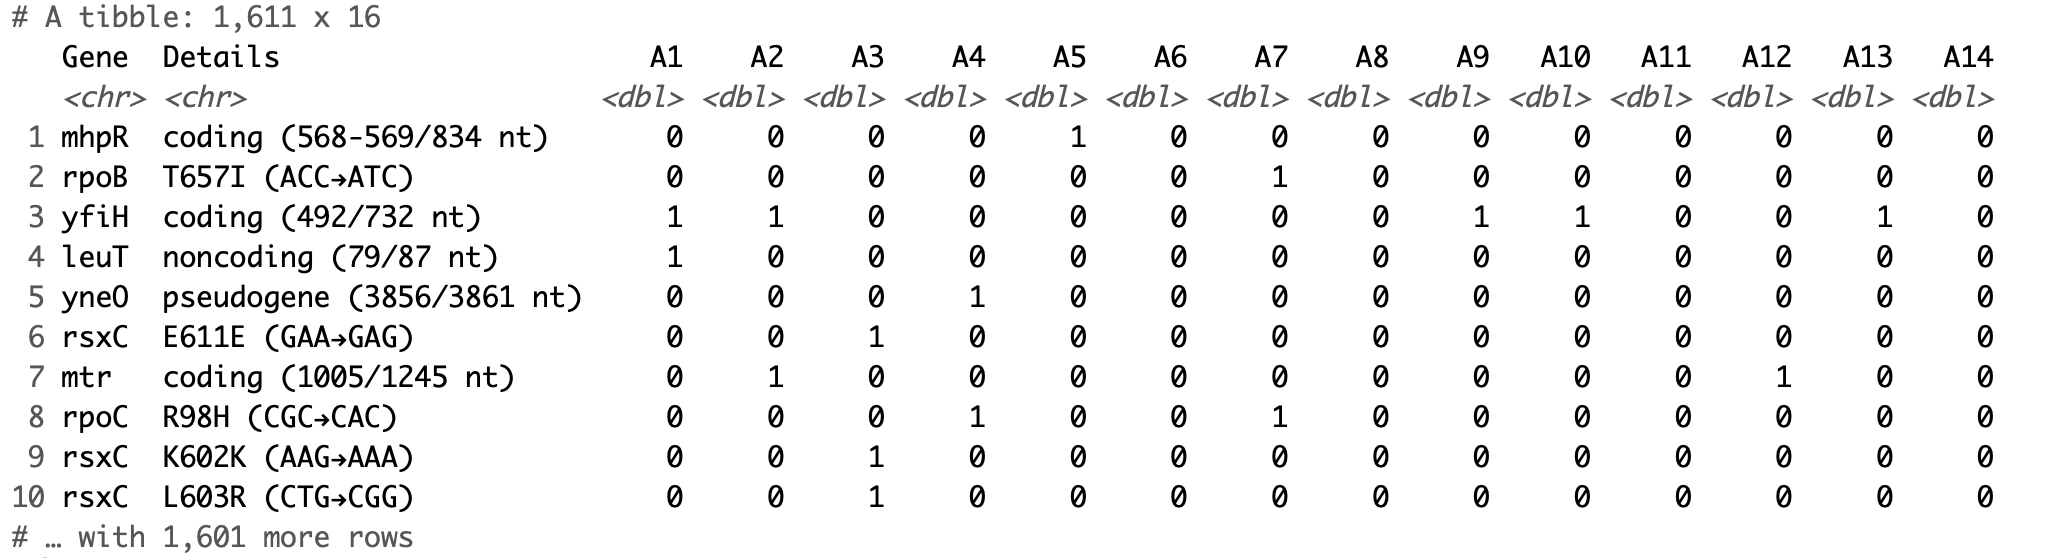 # A tibble: 1,611 x 16
Gene Details A1 A2 A3 A4 A5 A6 A7 A8 A9 A10 A11 A12 A13 A14
<chr> <chr> <dbl> <dbl> <dbl> <dbl> <dbl> <dbl> <dbl> <dbl> <dbl> <dbl> <dbl> <dbl> <dbl> <dbl>
1 mhpR coding (568-569/834 nt) 0 0 0 0 1 0 0 0 0 0 0 0 0 0
2 rpoB T657I (ACC→ATC) 0 0 0 0 0 0 1 0 0 0 0 0 0 0
3 yfiH coding (492/732 nt) 1 1 0 0 0 0 0 0 1 1 0 0 1 0
4 leuT noncoding (79/87 nt) 1 0 0 0 0 0 0 0 0 0 0 0 0 0
5 yneO pseudogene (3856/3861 nt) 0 0 0 1 0 0 0 0 0 0 0 0 0 0
6 rsxC E611E (GAA→GAG) 0 0 1 0 0 0 0 0 0 0 0 0 0 0
7 mtr coding (1005/1245 nt) 0 1 0 0 0 0 0 0 0 0 0 1 0 0
8 rpoC R98H (CGC→CAC) 0 0 0 1 0 0 1 0 0 0 0 0 0 0
9 rsxC K602K (AAG→AAA) 0 0 1 0 0 0 0 0 0 0 0 0 0 0
10 rsxC L603R (CTG→CGG) 0 0 1 0 0 0 0 0 0 0 0 0 0 0
# … with 1,601 more rows